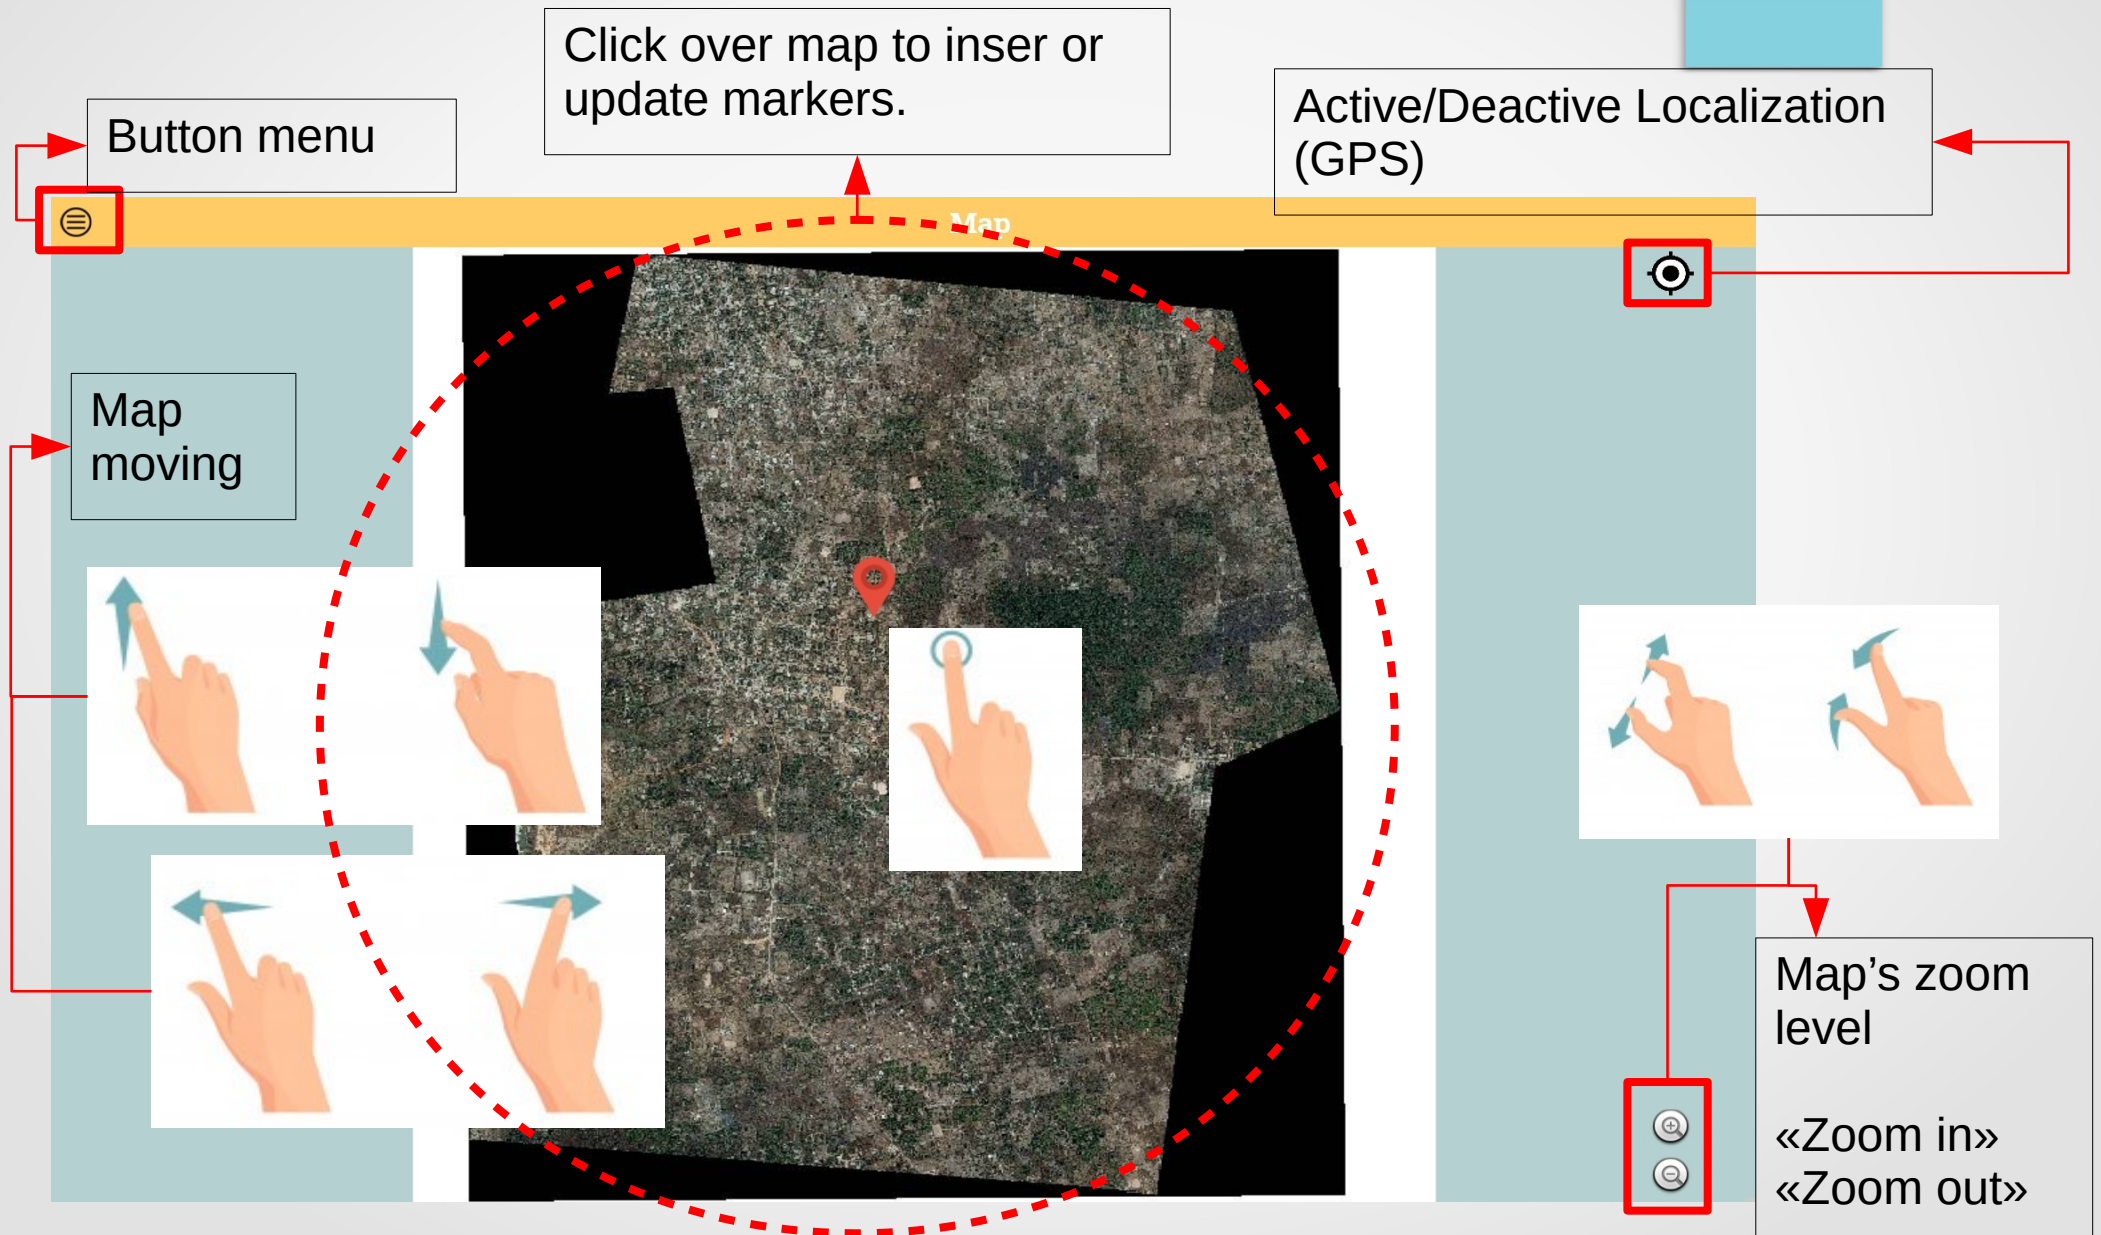 Click over map to inser or
update markers.
Active/Deactive Localization
(GPS)
Button menu
Map
Map
moving
Map’s zoom
level
«Zoom in»
«Zoom out»